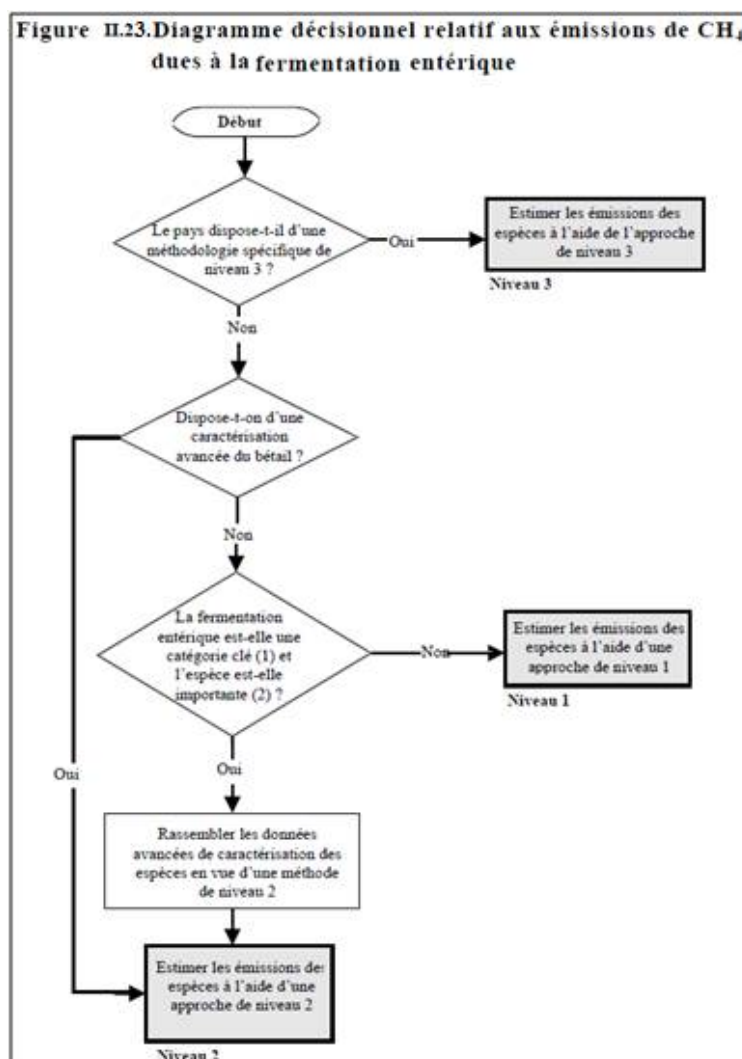 Figure II.23.Diagramme décisionnel relatif aux émissions de CH₄
dues à la fermentation entérique
Début
Le pays dispose-t-il d’une
méthodologie spécifique de
niveau 3 ?
Oui
Estimer les émissions des
espèces à l’aide de l’approche
de niveau 3
Niveau 3
Non
Dispose-t-on d’une
caractérisation
avancée du bétail ?
Non
La fermentation
entérique est-elle une
catégorie clé (1) et
l’espèce est-elle
importante (2) ?
Non
Estimer les émissions des
espèces à l’aide d’une
approche de niveau 1
Niveau 1
Oui
Oui
Rassembler les données
avancées de caractérisation des
espèces en vue d’une méthode
de niveau 2
Estimer les émissions des
espèces à l’aide d’une
approche de niveau 2
Niveau 2